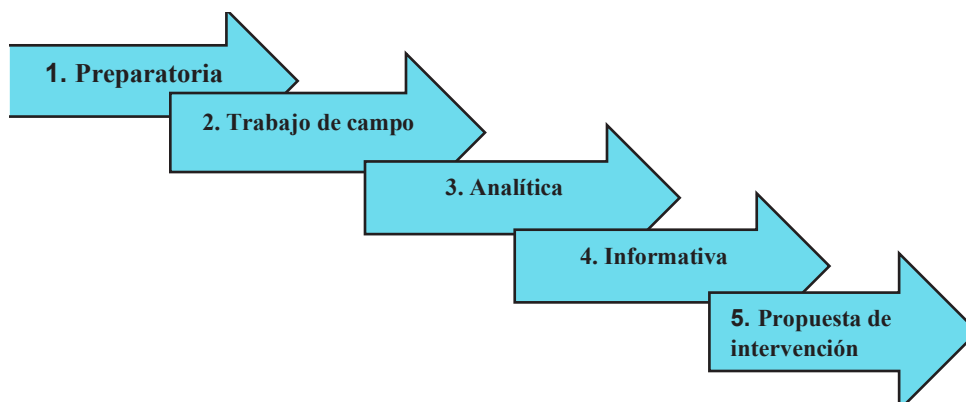 1. Preparatoria
2. Trabajo de campo
3. Analítica
4. Informativa
5. Propuesta de
intervención